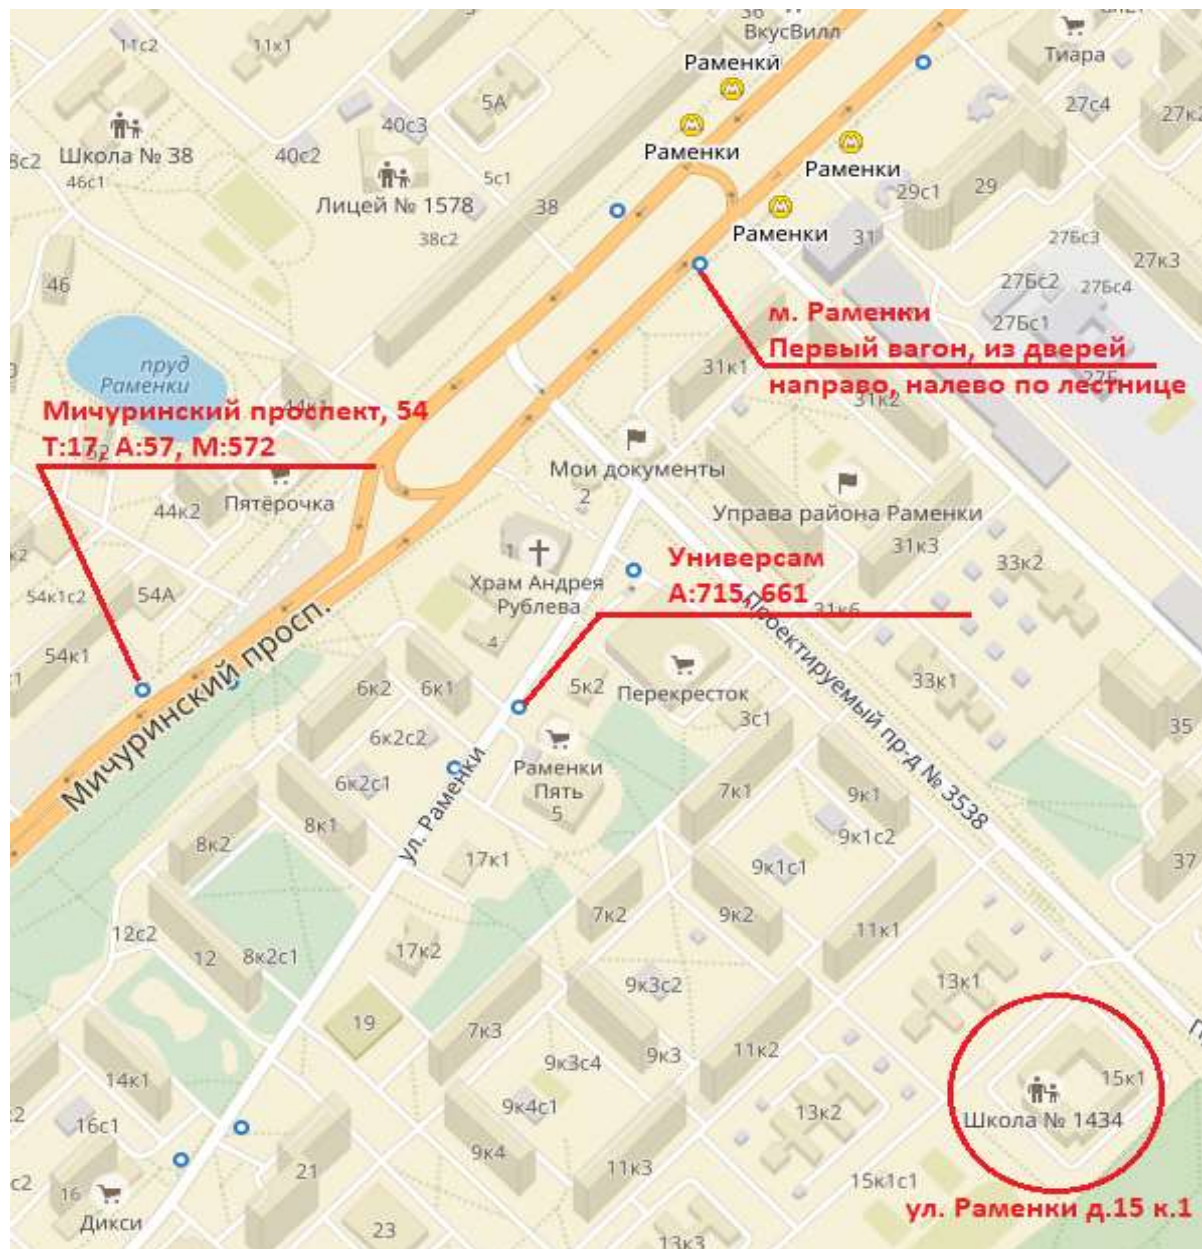 36
ВкусВилл
11с2
11к1
Раменки
Тиара
5А
40с3
27с4
Школа № 38
46с1
40с2
Раменки
Раменки
5с1
Лицей № 1578
38
29с1
29
38с2
Раменки
31
27Бс3
27к3
46
27Бс2
27Бс4
м. Раменки
Первый вагон, из дверей
направо, налево по лестнице
27Бс1
пруд
Раменки
31к1
31к2
44к1
Мичуринский проспект, 54
Т:17, А:57, М:572
Мои документы
2
Пятёрочка
44к2
Управа района Раменки
31к3
33к2
1
Храм Андрея
Рублева
Универсам
А:715, 661
54к1с2
54А
31к6
4
54к1
Мичуринский просп.
6к2
6к1
5к2
Перекресток
33к1
3с1
35
Проектируемый пр-д № 3538
6к2с2
Раменки
Пять
5
6к2с1
ул. Раменки
7к1
9к1
8к1
8к2
9к1с2
17к1
9к1с1
37
7к2
9к2
11к1
12с2
12
8к2с1
17к2
9к3с2
13к1
19
7к3
9к3с4
9к3
11к2
14к1
15к1
Школа № 1434
9к4с1
13к2
16с1
9к4
11к3
15к1с1
21
16
Дикси
ул. Раменки д.15 к.1
23
13к3